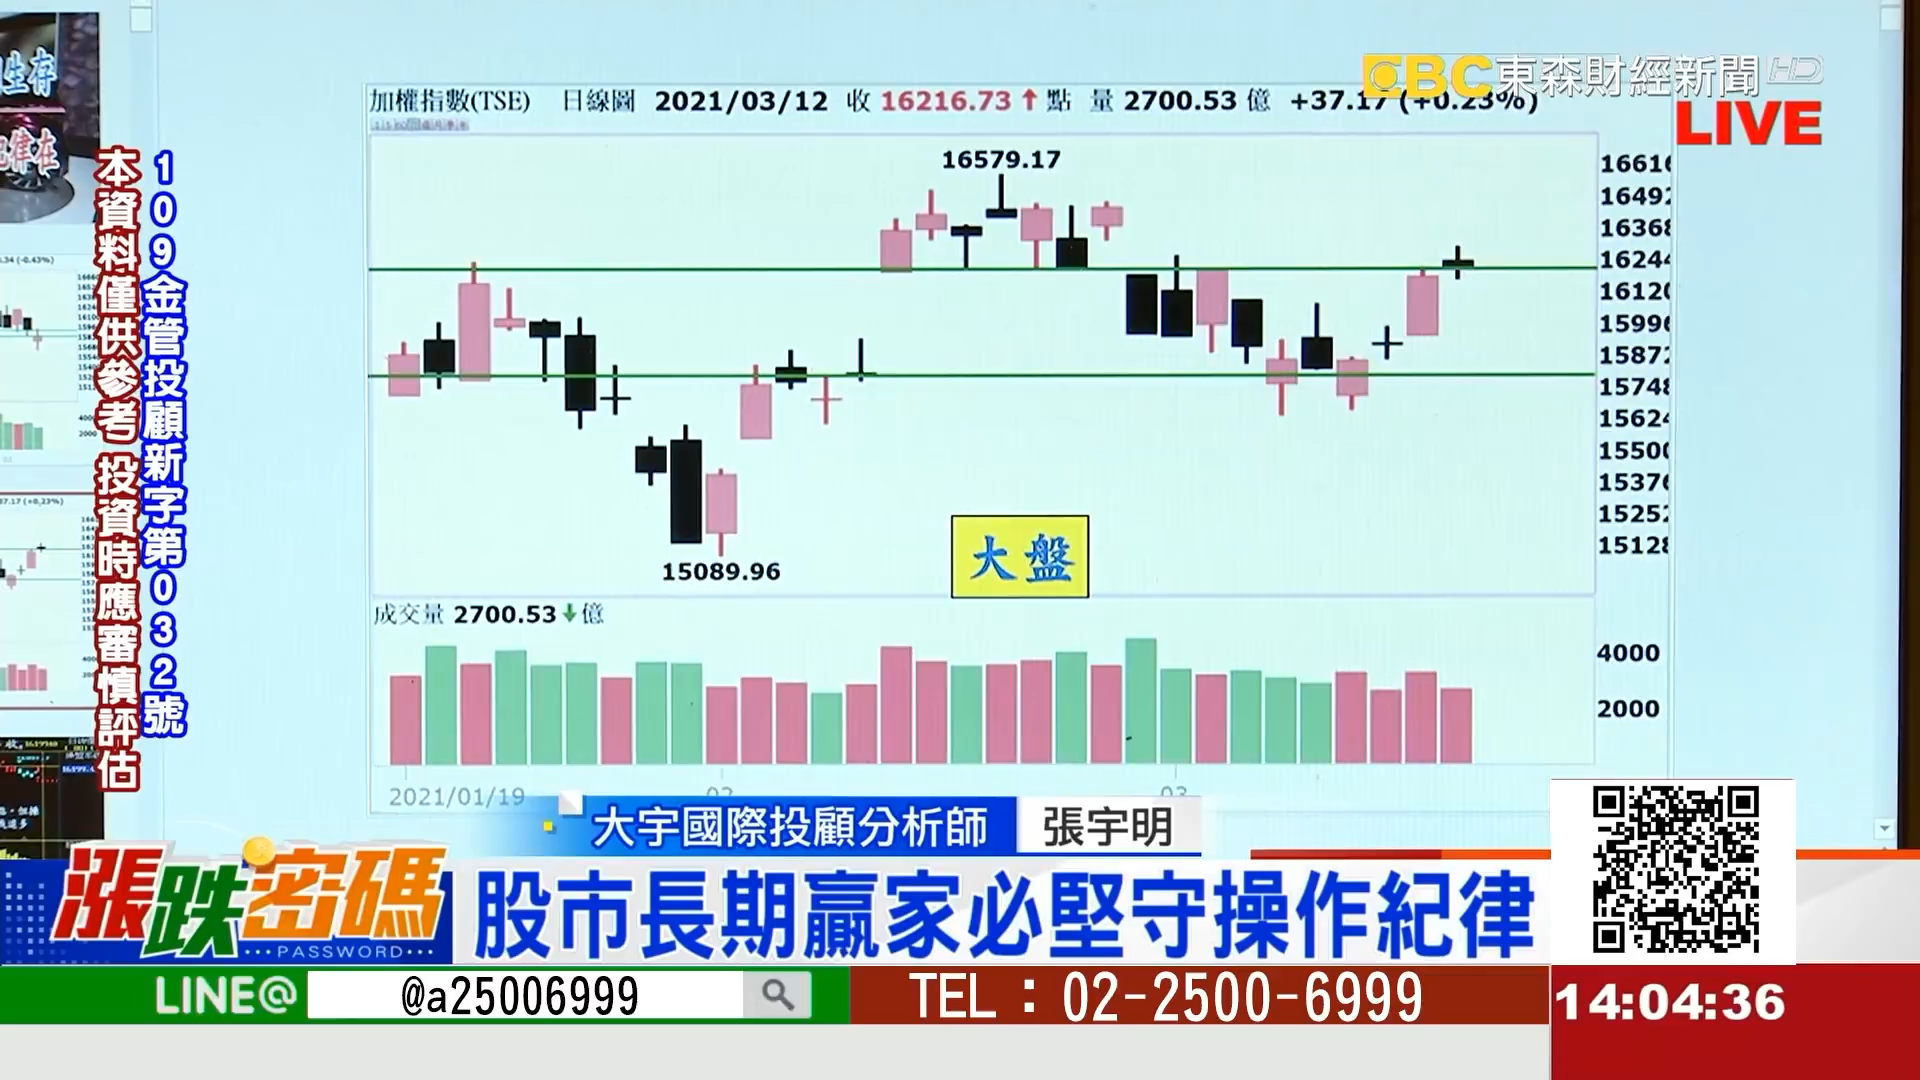 EBC 東森財經新聞 HD
LIVE
加權指數(TSE) 日線圖 2021/03/12 收 16216.73↑點 量 2700.53 億 +37.17 (+0.23%)
16579.17
15089.96
大盤
成交量 2700.53↓億
4000
2000
2021/01/19
本資料僅供參考 投資時應審慎評估
109金管投顧新字第032號
大宇國際投顧分析師 張宇明
漲跌密碼
PASSWORD
股市長期贏家必堅守操作紀律
LINE@ @a25006999
TEL：02-2500-6999
14:04:36